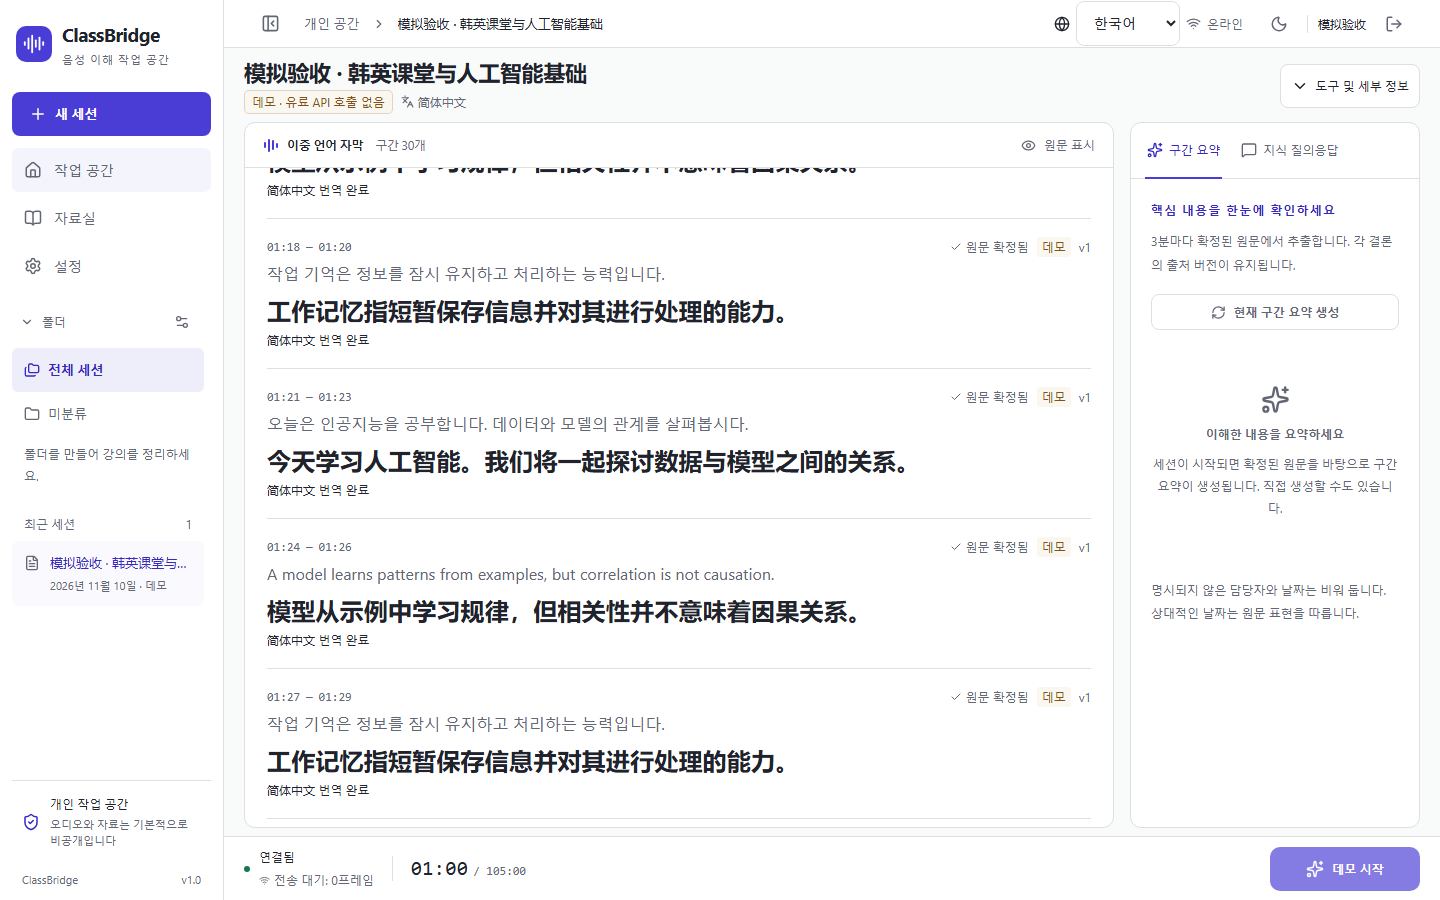 ClassBridge
음성 이해 작업 공간
새 세션
작업 공간
자료실
설정
폴더
전체 세션
미분류
폴더를 만들어 강의를 정리하세
요.
최근 세션 1
模拟验收 · 韩英课堂与...
2026년 11월 10일 · 데모
개인 작업 공간
오디오와 자료는 기본적으로
비공개입니다
ClassBridge v1.0
개인 공간 > 模拟验收 · 韩英课堂与人工智能基础
한국어 온라인 模拟验收
模拟验收 · 韩英课堂与人工智能基础
데모 · 유료 API 호출 없음 简体中文
도구 및 세부 정보
이중 언어 자막 구간 30개 원문 표시
模型从示例中学习规律，但相关性并不意味着因果关系。
简体中文 번역 완료
01:18 – 01:20 원문 확정됨 데모 v1
작업 기억은 정보를 잠시 유지하고 처리하는 능력입니다.
工作记忆指短暂保存信息并对其进行处理的能力。
简体中文 번역 완료
01:21 – 01:23 원문 확정됨 데모 v1
오늘은 인공지능을 공부합니다. 데이터와 모델의 관계를 살펴봅시다.
今天学习人工智能。我们将一起探讨数据与模型之间的关系。
简体中文 번역 완료
01:24 – 01:26 원문 확정됨 데모 v1
A model learns patterns from examples, but correlation is not causation.
模型从示例中学习规律，但相关性并不意味着因果关系。
简体中文 번역 완료
01:27 – 01:29 원문 확정됨 데모 v1
작업 기억은 정보를 잠시 유지하고 처리하는 능력입니다.
工作记忆指短暂保存信息并对其进行处理的能力。
简体中文 번역 완료
구간 요약 지식 질의응답
핵심 내용을 한눈에 확인하세요
3분마다 확정된 원문에서 추출합니다. 각 결론
의 출처 버전이 유지됩니다.
현재 구간 요약 생성
이해한 내용을 요약하세요
세션이 시작되면 확정된 원문을 바탕으로 구간
요약이 생성됩니다. 직접 생성할 수도 있습니
다.
명시되지 않은 담당자와 날짜는 비워 둡니다.
상대적인 날짜는 원문 표현을 따릅니다.
연결됨
전송 대기: 0프레임
01:00 / 105:00
데모 시작